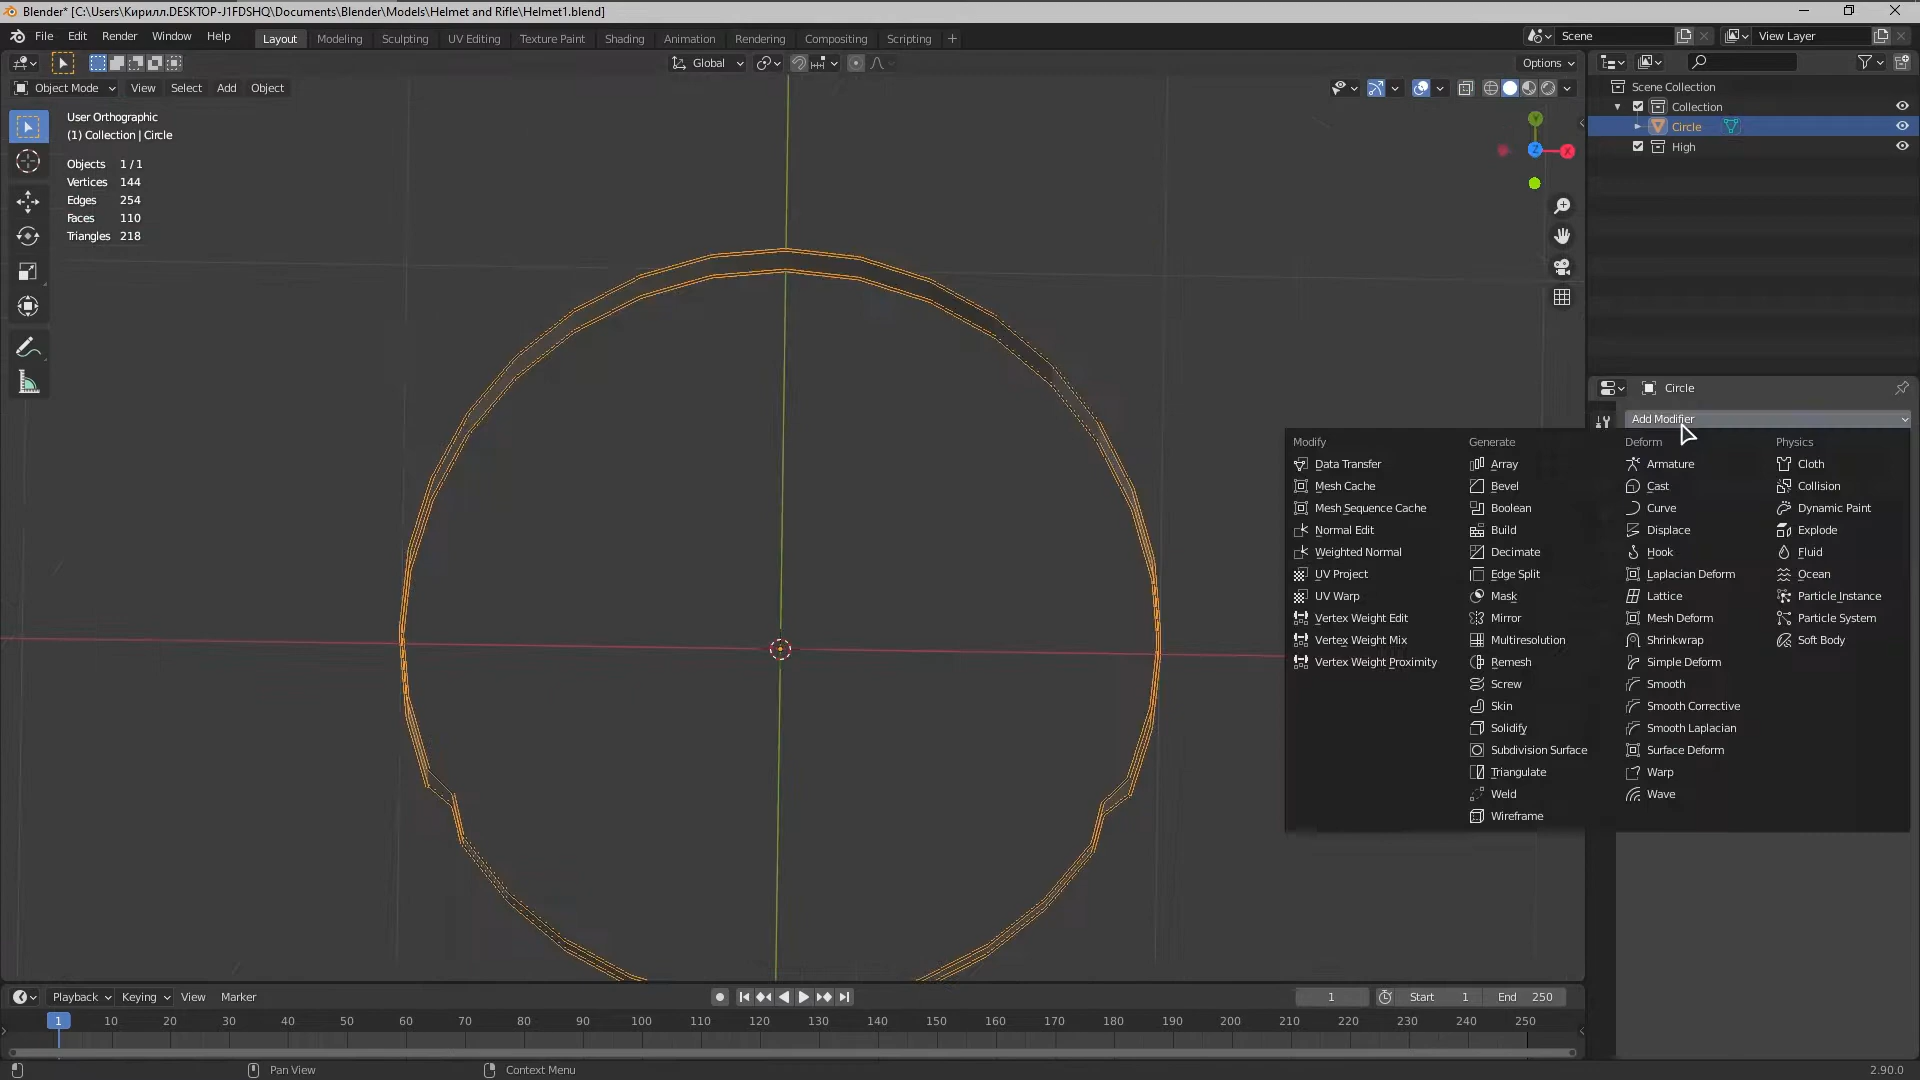 Blender* [C:\Users\Кирилл.DESKTOP-J1FDSHQ\Documents\Blender\Models\Helmet and Rifle\Helmet1.blend]
File Edit Render Window Help Layout Modeling Sculpting UV Editing Texture Paint Shading Animation Rendering Compositing Scripting + Scene View Layer
Global Options
Object Mode View Select Add Object
User Orthographic
(1) Collection | Circle
Objects 1 / 1
Vertices 144
Edges 254
Faces 110
Triangles 218
Y
X
Z
Scene Collection
Collection
Circle
High
Circle
Add Modifier
Modify
Data Transfer
Mesh Cache
Mesh Sequence Cache
Normal Edit
Weighted Normal
UV Project
UV Warp
Vertex Weight Edit
Vertex Weight Mix
Vertex Weight Proximity
Generate
Array
Bevel
Boolean
Build
Decimate
Edge Split
Mask
Mirror
Multiresolution
Remesh
Screw
Skin
Solidify
Subdivision Surface
Triangulate
Weld
Wireframe
Deform
Armature
Cast
Curve
Displace
Hook
Laplacian Deform
Lattice
Mesh Deform
Shrinkwrap
Simple Deform
Smooth
Smooth Corrective
Smooth Laplacian
Surface Deform
Warp
Wave
Physics
Cloth
Collision
Dynamic Paint
Explode
Fluid
Ocean
Particle Instance
Particle System
Soft Body
Playback Keying View Marker 1 Start 1 End 250
1 10 20 30 40 50 60 70 80 90 100 110 120 130 140 150 160 170 180 190 200 210 220 230 240 250
Pan View Context Menu 2.90.0